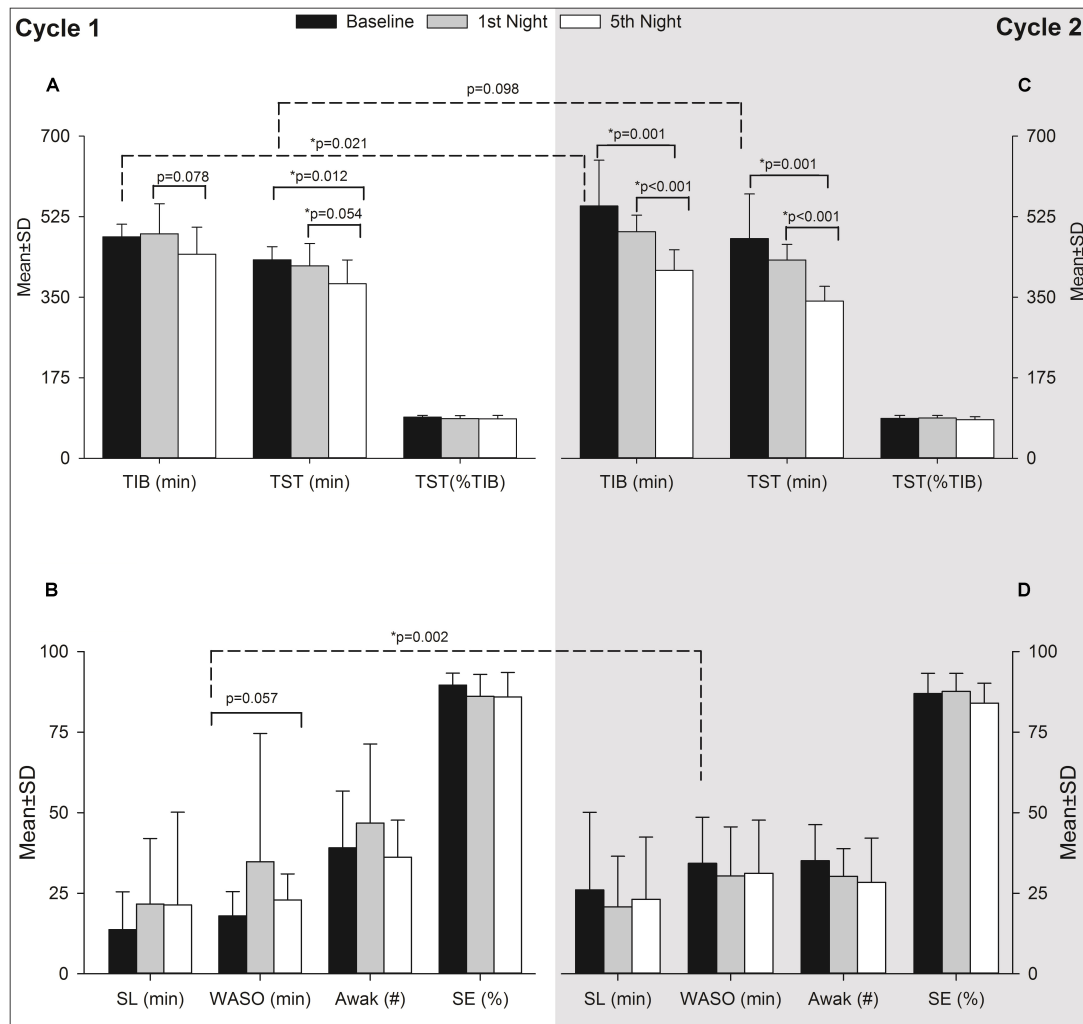 Cycle 1
Baseline 1st Night 5th Night
Cycle 2
A
C
p=0.098
*p=0.021
p=0.078
*p=0.012
*p=0.054
*p=0.001
*p<0.001
*p=0.001
*p<0.001
Mean±SD
700
525
350
175
0
TIB (min) TST (min) TST(%TIB)
TIB (min) TST (min) TST(%TIB)
700
525
350
175
0
Mean±SD
B
D
*p=0.002
p=0.057
Mean±SD
100
75
50
25
0
SL (min) WASO (min) Awak (#) SE (%)
SL (min) WASO (min) Awak (#) SE (%)
100
75
50
25
0
Mean±SD